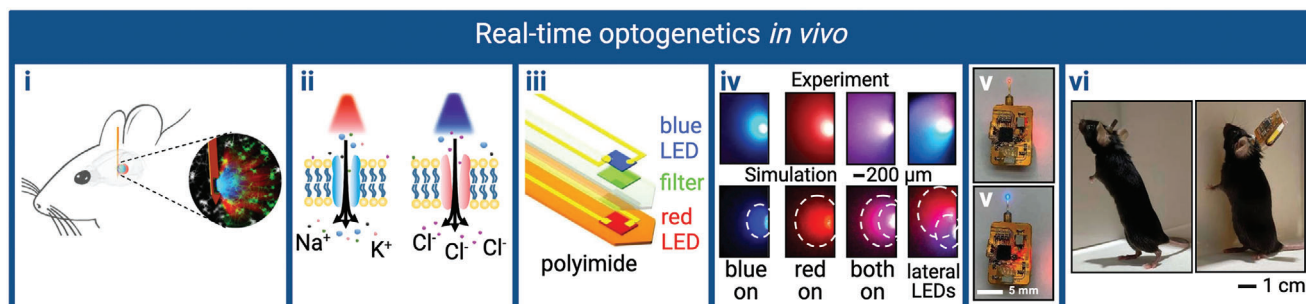 Real-time optogenetics in vivo
i
ii
Na⁺
K⁺
Cl⁻
Cl⁻
Cl⁻
iii
blue
LED
filter
red
LED
polyimide
iv
Experiment
Simulation
200 μm
blue
on
red
on
both
on
lateral
LEDs
v
v
5 mm
vi
1 cm